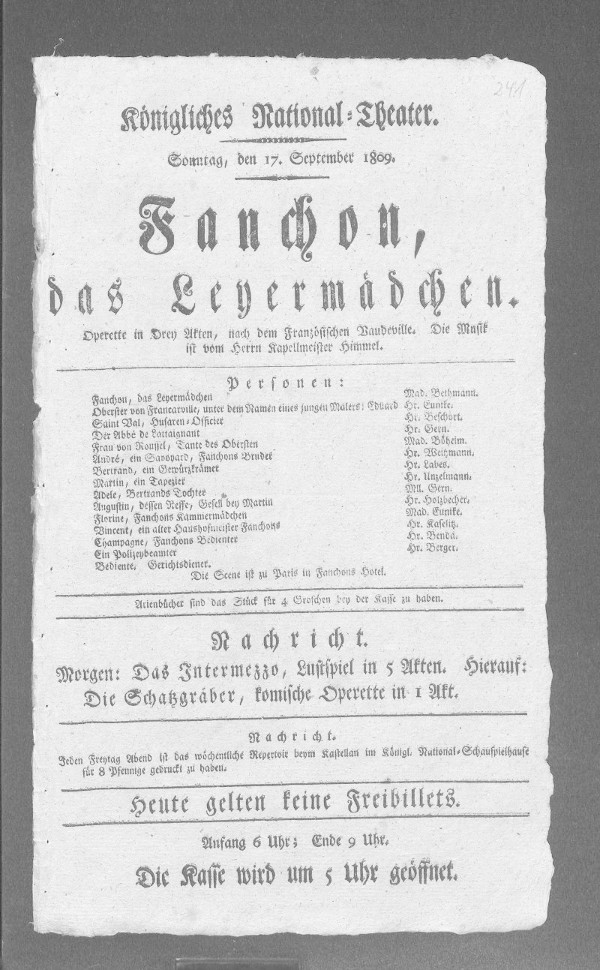 241
Königliches National-Theater.
Sonntag, den 17. September 1809.
Fanchon,
das Leyermädchen.
Operette in Drey Akten, nach dem Französischen Vaudeville. Die Musik
ist vom Herrn Kapellmeister Himmel.
Personen:
Fanchon, das Leyermädchen Mad. Bethmann.
Oberster von Francarville, unter dem Namen eines jungen Malers: Eduard Hr. Eunike.
Saint Val, Husaren-Officier Hr. Beschort.
Der Abbé de Lattaignant Hr. Gern.
Frau von Roussel, Tante des Obersten Mad. Böheim.
André, ein Savoyard, Fanchons Bruder Hr. Weitzmann.
Bertrand, ein Gewürzkrämer Hr. Labes.
Martin, ein Tapezier Hr. Unzelmann.
Adele, Bertrands Tochter Mll. Gern.
Augustin, dessen Neffe, Gesell bey Martin Hr. Holzbecher.
Florine, Fanchons Kammermädchen Mad. Eunike.
Vincent, ein alter Haushofmeister Fanchons Hr. Kaselitz.
Champagne, Fanchons Bedienter Hr. Benda.
Ein Polizeybeamter Hr. Berger.
Bediente. Gerichtsdiener.
Die Scene ist zu Paris in Fanchons Hotel.
Arienbücher sind das Stück für 4 Groschen bey der Kasse zu haben.
Nachricht.
Morgen: Das Intermezzo, Lustspiel in 5 Akten. Hierauf:
Die Schatzgräber, komische Operette in 1 Akt.
Nachricht.
Jeden Freytag Abend ist das wöchentliche Repertoir beym Kastellan im Königl. National-Schauspielhause
für 8 Pfennige gedruckt zu haben.
Heute gelten keine Freibillets.
Anfang 6 Uhr; Ende 9 Uhr.
Die Kasse wird um 5 Uhr geöffnet.